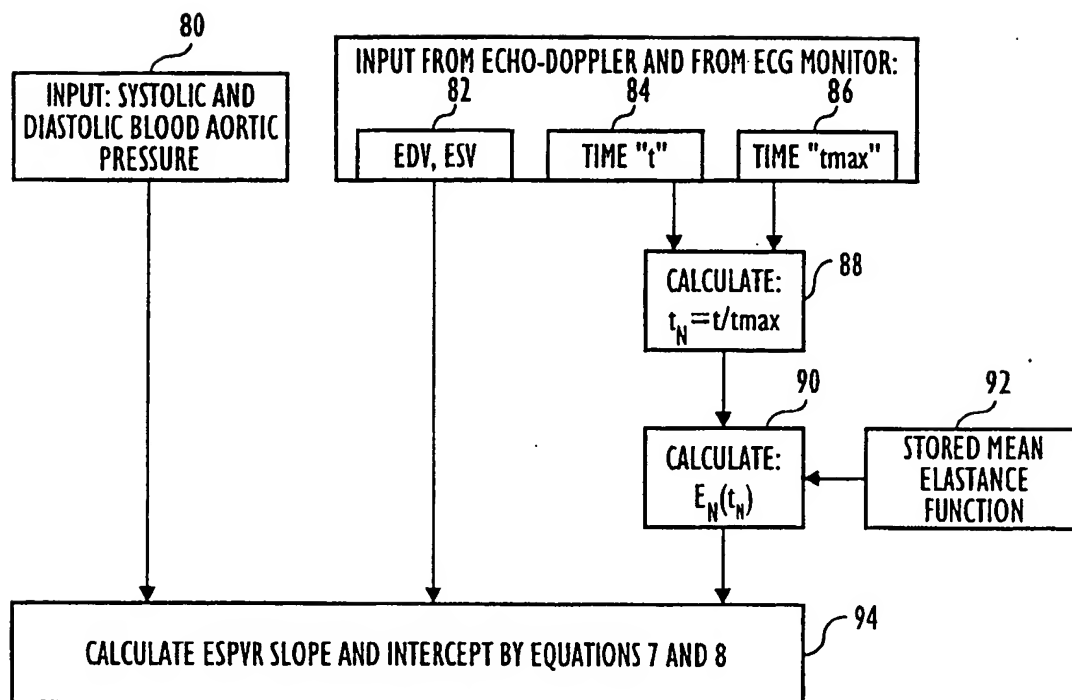 80
INPUT: SYSTOLIC AND
DIASTOLIC BLOOD AORTIC
PRESSURE
INPUT FROM ECHO-DOPPLER AND FROM ECG MONITOR:
82
84
86
EDV, ESV
TIME "t"
TIME "tmax"
88
CALCULATE:
t_N=t/tmax
90
CALCULATE:
E_N(t_N)
92
STORED MEAN
ELASTANCE
FUNCTION
94
CALCULATE ESPVR SLOPE AND INTERCEPT BY EQUATIONS 7 AND 8